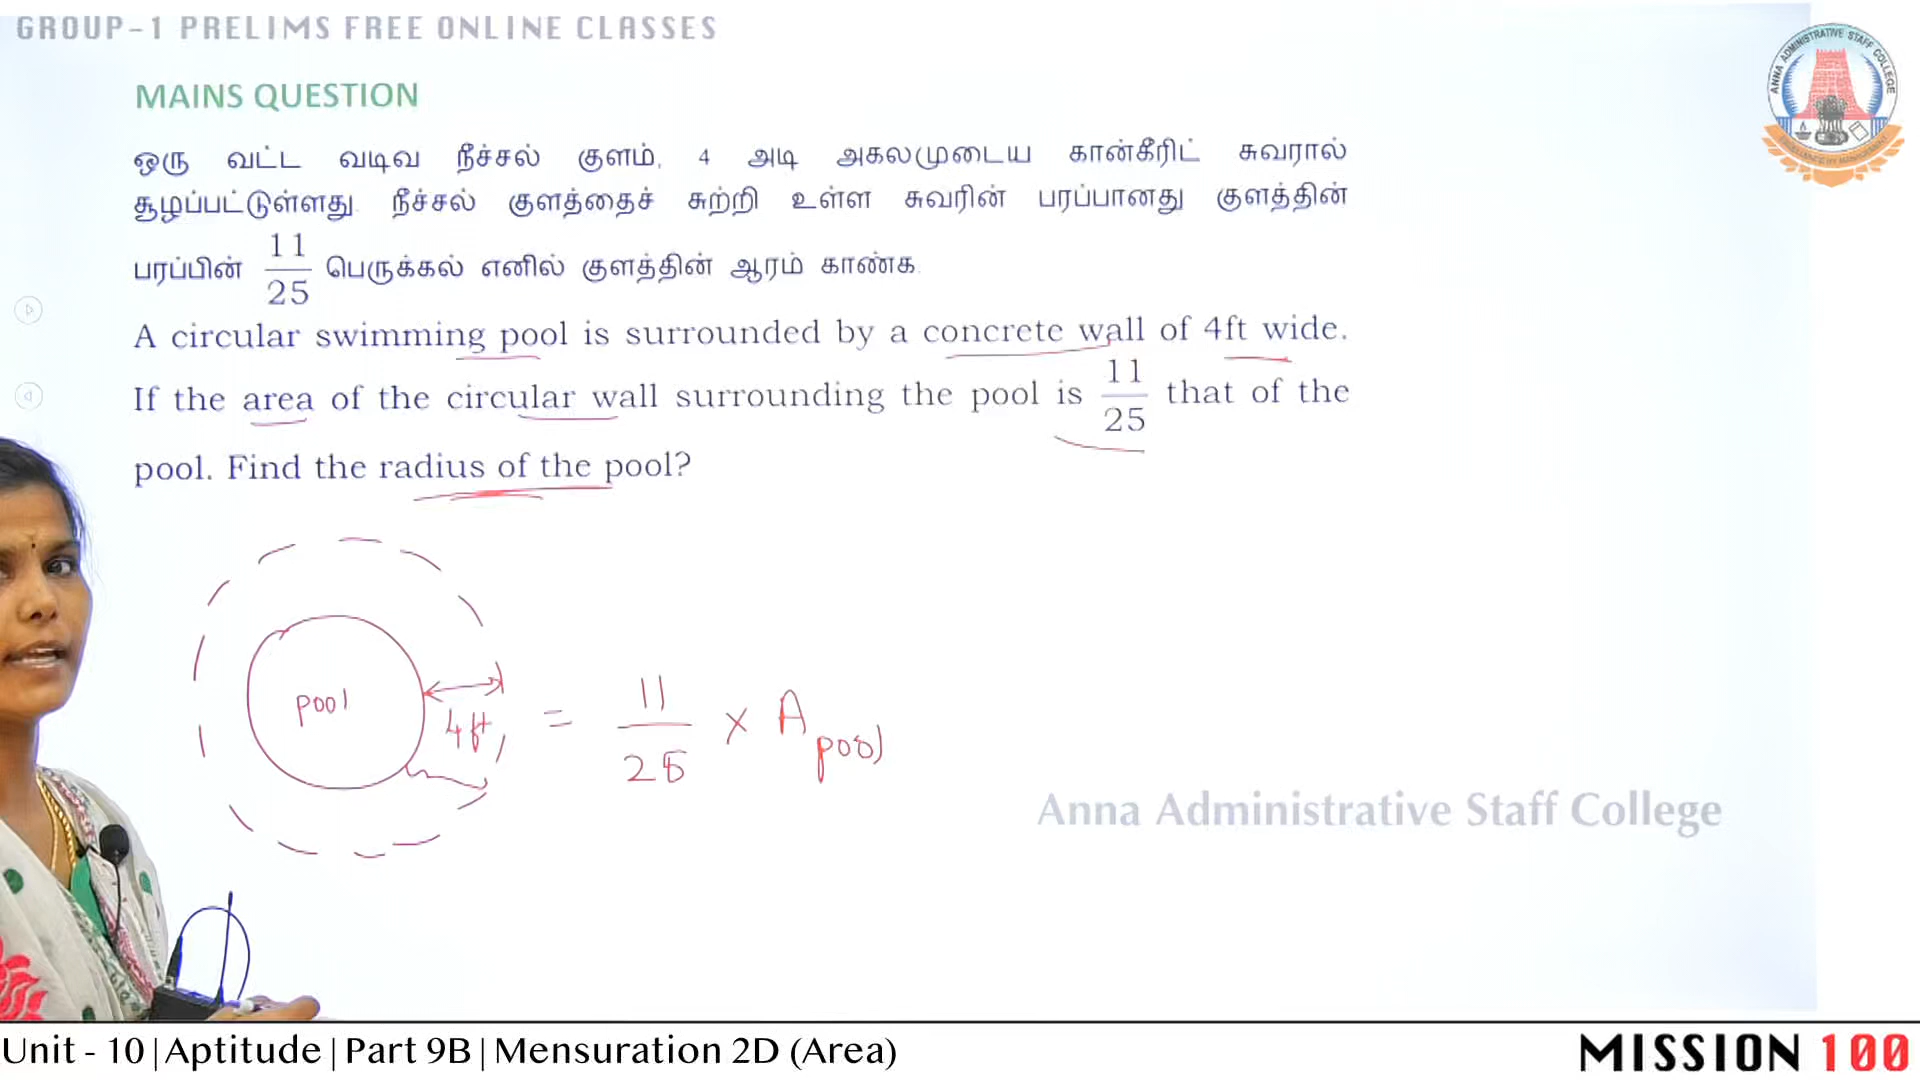 GROUP-1 PRELIMS FREE ONLINE CLASSES
ANNA ADMINISTRATIVE STAFF COLLEGE
MAINS QUESTION
ஒரு வட்ட வடிவ நீச்சல் குளம், 4 அடி அகலமுடைய கான்கீரிட் சுவரால்
சூழப்பட்டுள்ளது. நீச்சல் குளத்தைச் சுற்றி உள்ள சுவரின் பரப்பானது குளத்தின்
பரப்பின் 11/25 பெருக்கல் எனில் குளத்தின் ஆரம் காண்க.
A circular swimming pool is surrounded by a concrete wall of 4ft wide.
If the area of the circular wall surrounding the pool is 11/25 that of the
pool. Find the radius of the pool?
pool
4ft
= 11/25 × A pool
Anna Administrative Staff College
Unit - 10 | Aptitude | Part 9B | Mensuration 2D (Area)
MISSION 100